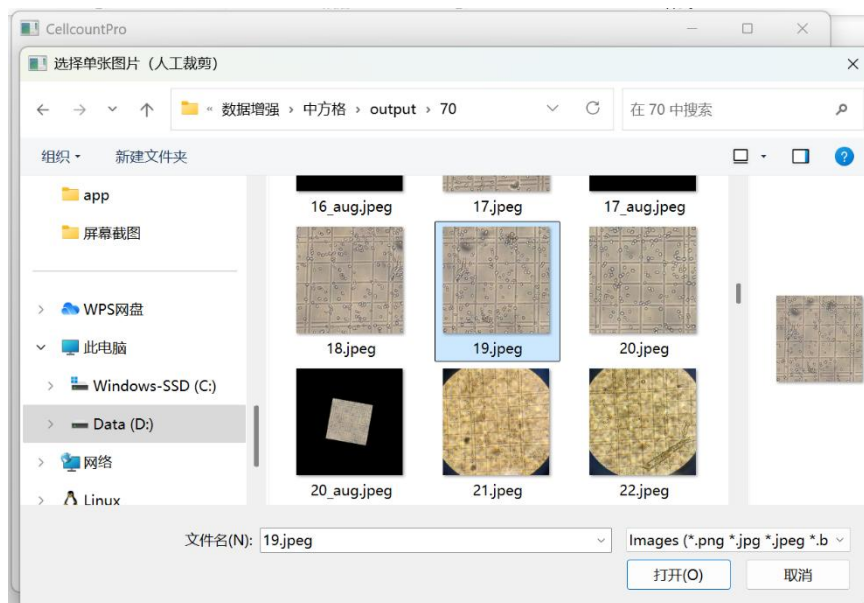 CellcountPro
选择单张图片（人工裁剪）
« 数据增强 › 中方格 › output › 70
在 70 中搜索
组织
新建文件夹
app
屏幕截图
WPS网盘
此电脑
Windows-SSD (C:)
Data (D:)
网络
Linux
16_aug.jpeg
17.jpeg
17_aug.jpeg
18.jpeg
19.jpeg
20.jpeg
20_aug.jpeg
21.jpeg
22.jpeg
文件名(N): 19.jpeg
Images (*.png *.jpg *.jpeg *.b
打开(O)
取消